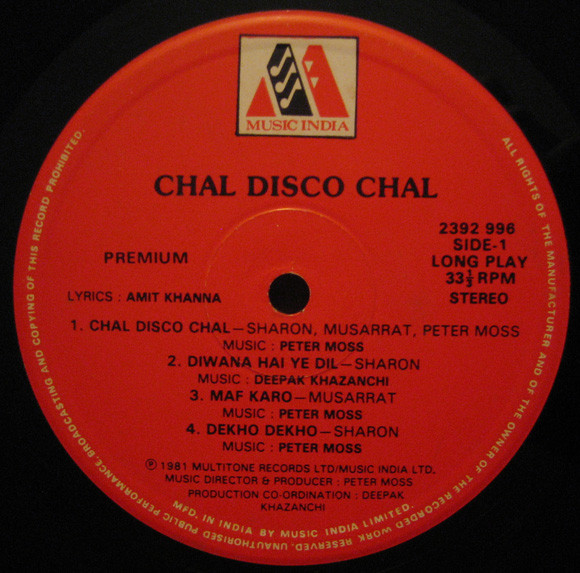 MUSIC INDIA
CHAL DISCO CHAL
PREMIUM
2392 996
SIDE-1
LONG PLAY
33⅓ RPM
STEREO
LYRICS : AMIT KHANNA
1. CHAL DISCO CHAL—SHARON, MUSARRAT, PETER MOSS
MUSIC : PETER MOSS
2. DIWANA HAI YE DIL—SHARON
MUSIC : DEEPAK KHAZANCHI
3. MAF KARO—MUSARRAT
MUSIC : PETER MOSS
4. DEKHO DEKHO—SHARON
MUSIC : PETER MOSS
℗ 1981 MULTITONE RECORDS LTD/MUSIC INDIA LTD.
MUSIC DIRECTOR & PRODUCER : PETER MOSS
PRODUCTION CO-ORDINATION : DEEPAK
KHAZANCHI
MFD. IN INDIA BY MUSIC INDIA LIMITED.
ALL RIGHTS OF THE MANUFACTURER AND OF THE OWNER OF THE RECORDED WORK RESERVED. UNAUTHORISED PUBLIC PERFORMANCE, BROADCASTING AND COPYING OF THIS RECORD PROHIBITED.